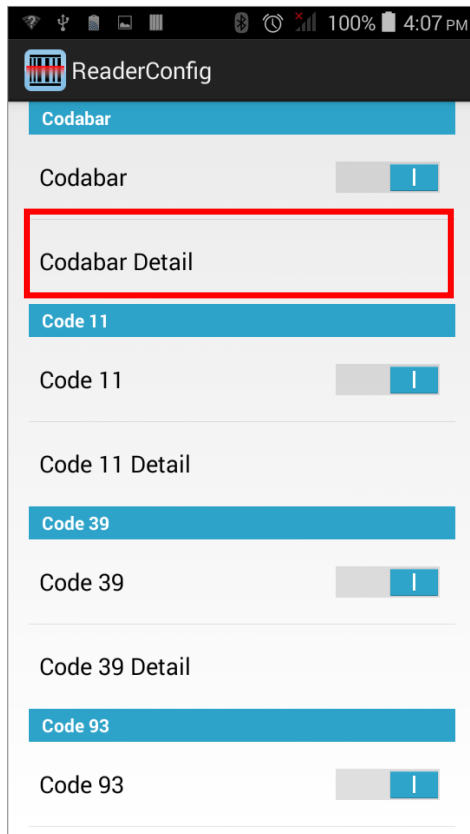 100% 4:07 PM
ReaderConfig
Codabar
Codabar
Codabar Detail
Code 11
Code 11
Code 11 Detail
Code 39
Code 39
Code 39 Detail
Code 93
Code 93